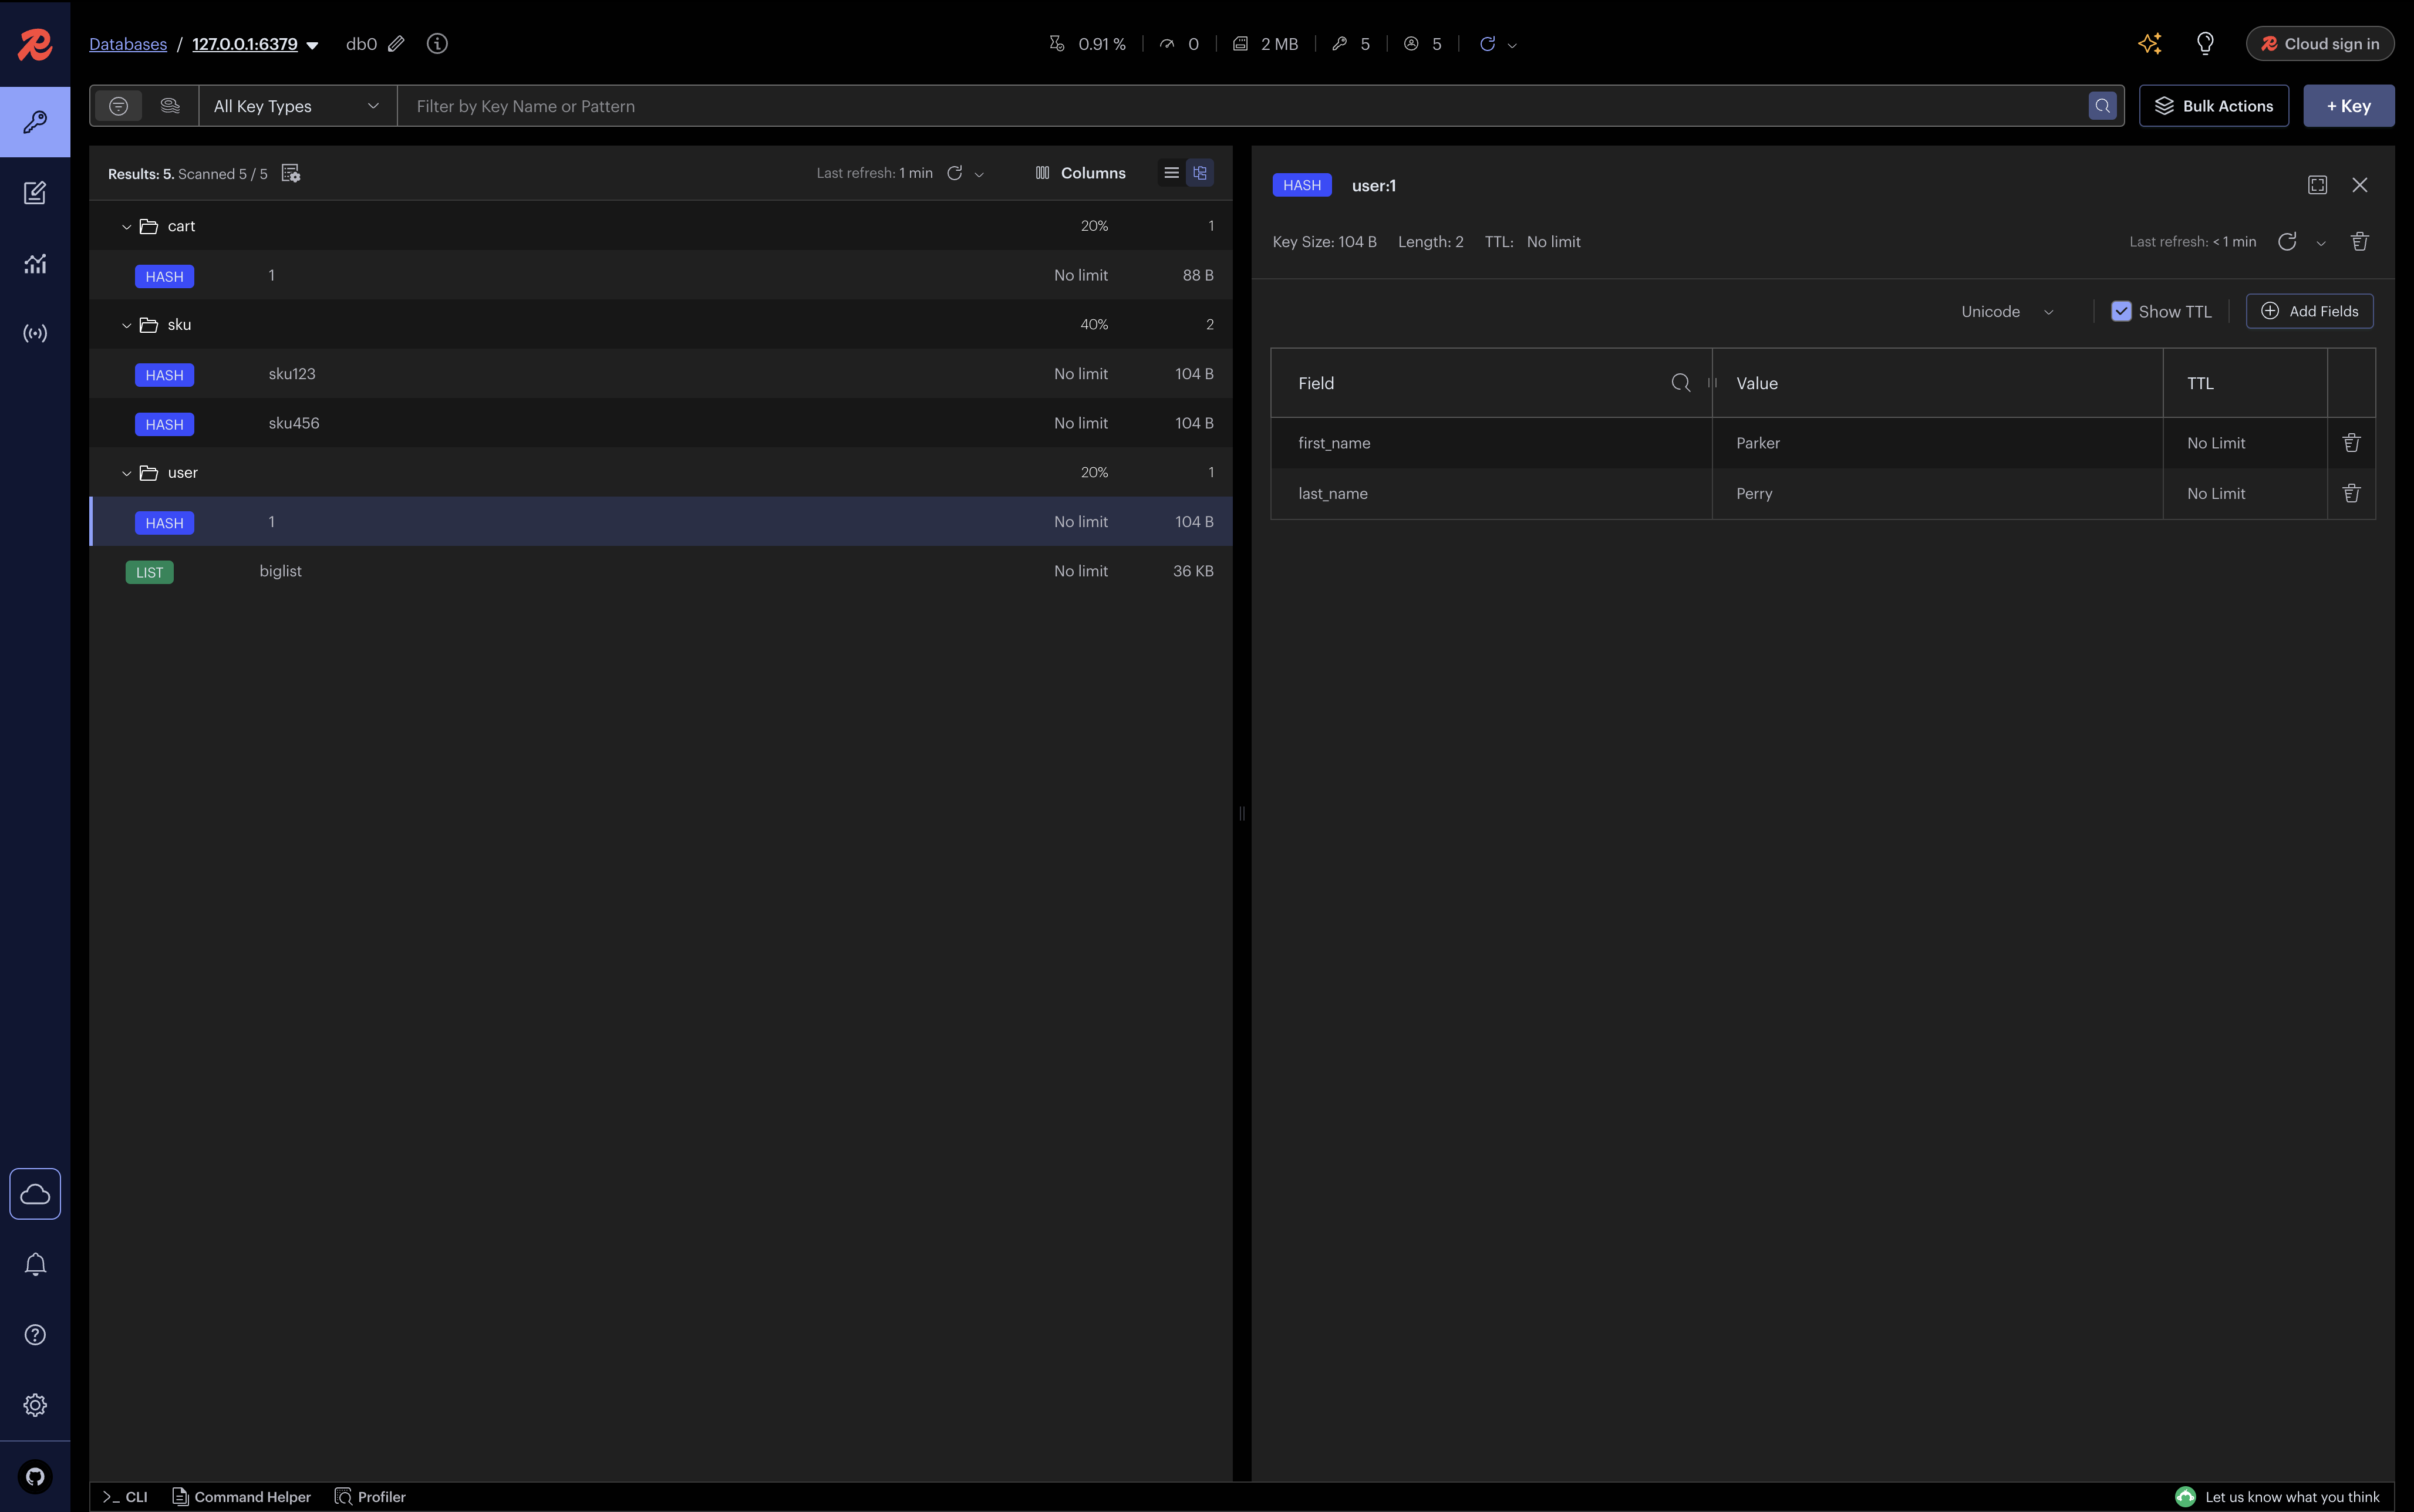 Databases / 127.0.0.1:6379 db0 0.91 % 0 2 MB 5 5 Cloud sign in
All Key Types Filter by Key Name or Pattern Bulk Actions + Key
Results: 5. Scanned 5 / 5 Last refresh: 1 min Columns
cart 20% 1
HASH 1 No limit 88 B
sku 40% 2
HASH sku123 No limit 104 B
HASH sku456 No limit 104 B
user 20% 1
HASH 1 No limit 104 B
LIST biglist No limit 36 KB
HASH user:1
Key Size: 104 B Length: 2 TTL: No limit Last refresh: < 1 min
Unicode Show TTL Add Fields
Field Value TTL
first_name Parker No Limit
last_name Perry No Limit
>_ CLI Command Helper Profiler Let us know what you think